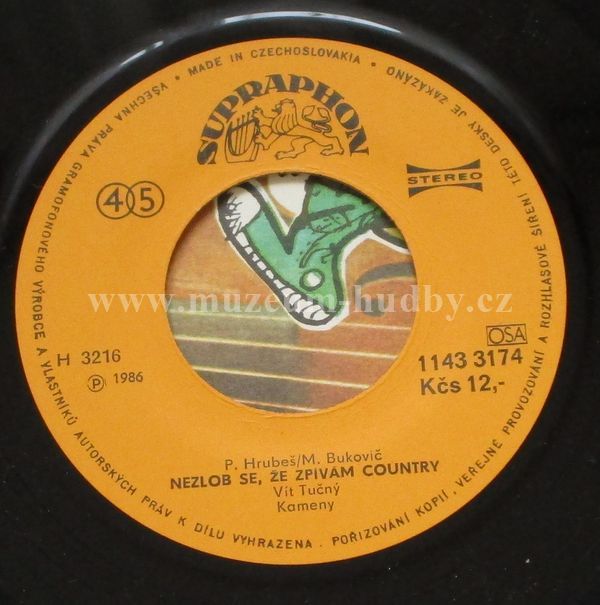 VŠECHNA PRÁVA GRAMOFONOVÉHO VÝROBCE A VLASTNÍKŮ AUTORSKÝCH PRÁV K DÍLU VYHRAZENA. POŘIZOVÁNÍ KOPIÍ, VEŘEJNÉ PROVOZOVÁNÍ A ROZHLASOVÉ ŠÍŘENÍ TÉTO DESKY JE ZAKÁZÁNO • MADE IN CZECHOSLOVAKIA •
SUPRAPHON
45
STEREO
www.muzeum-hudby.cz
OSA
H 3216
Ⓟ 1986
1143 3174
Kčs 12,-
P. Hrubeš/M. Bukovič
NEZLOB SE, ŽE ZPÍVÁM COUNTRY
Vít Tučný
Kameny